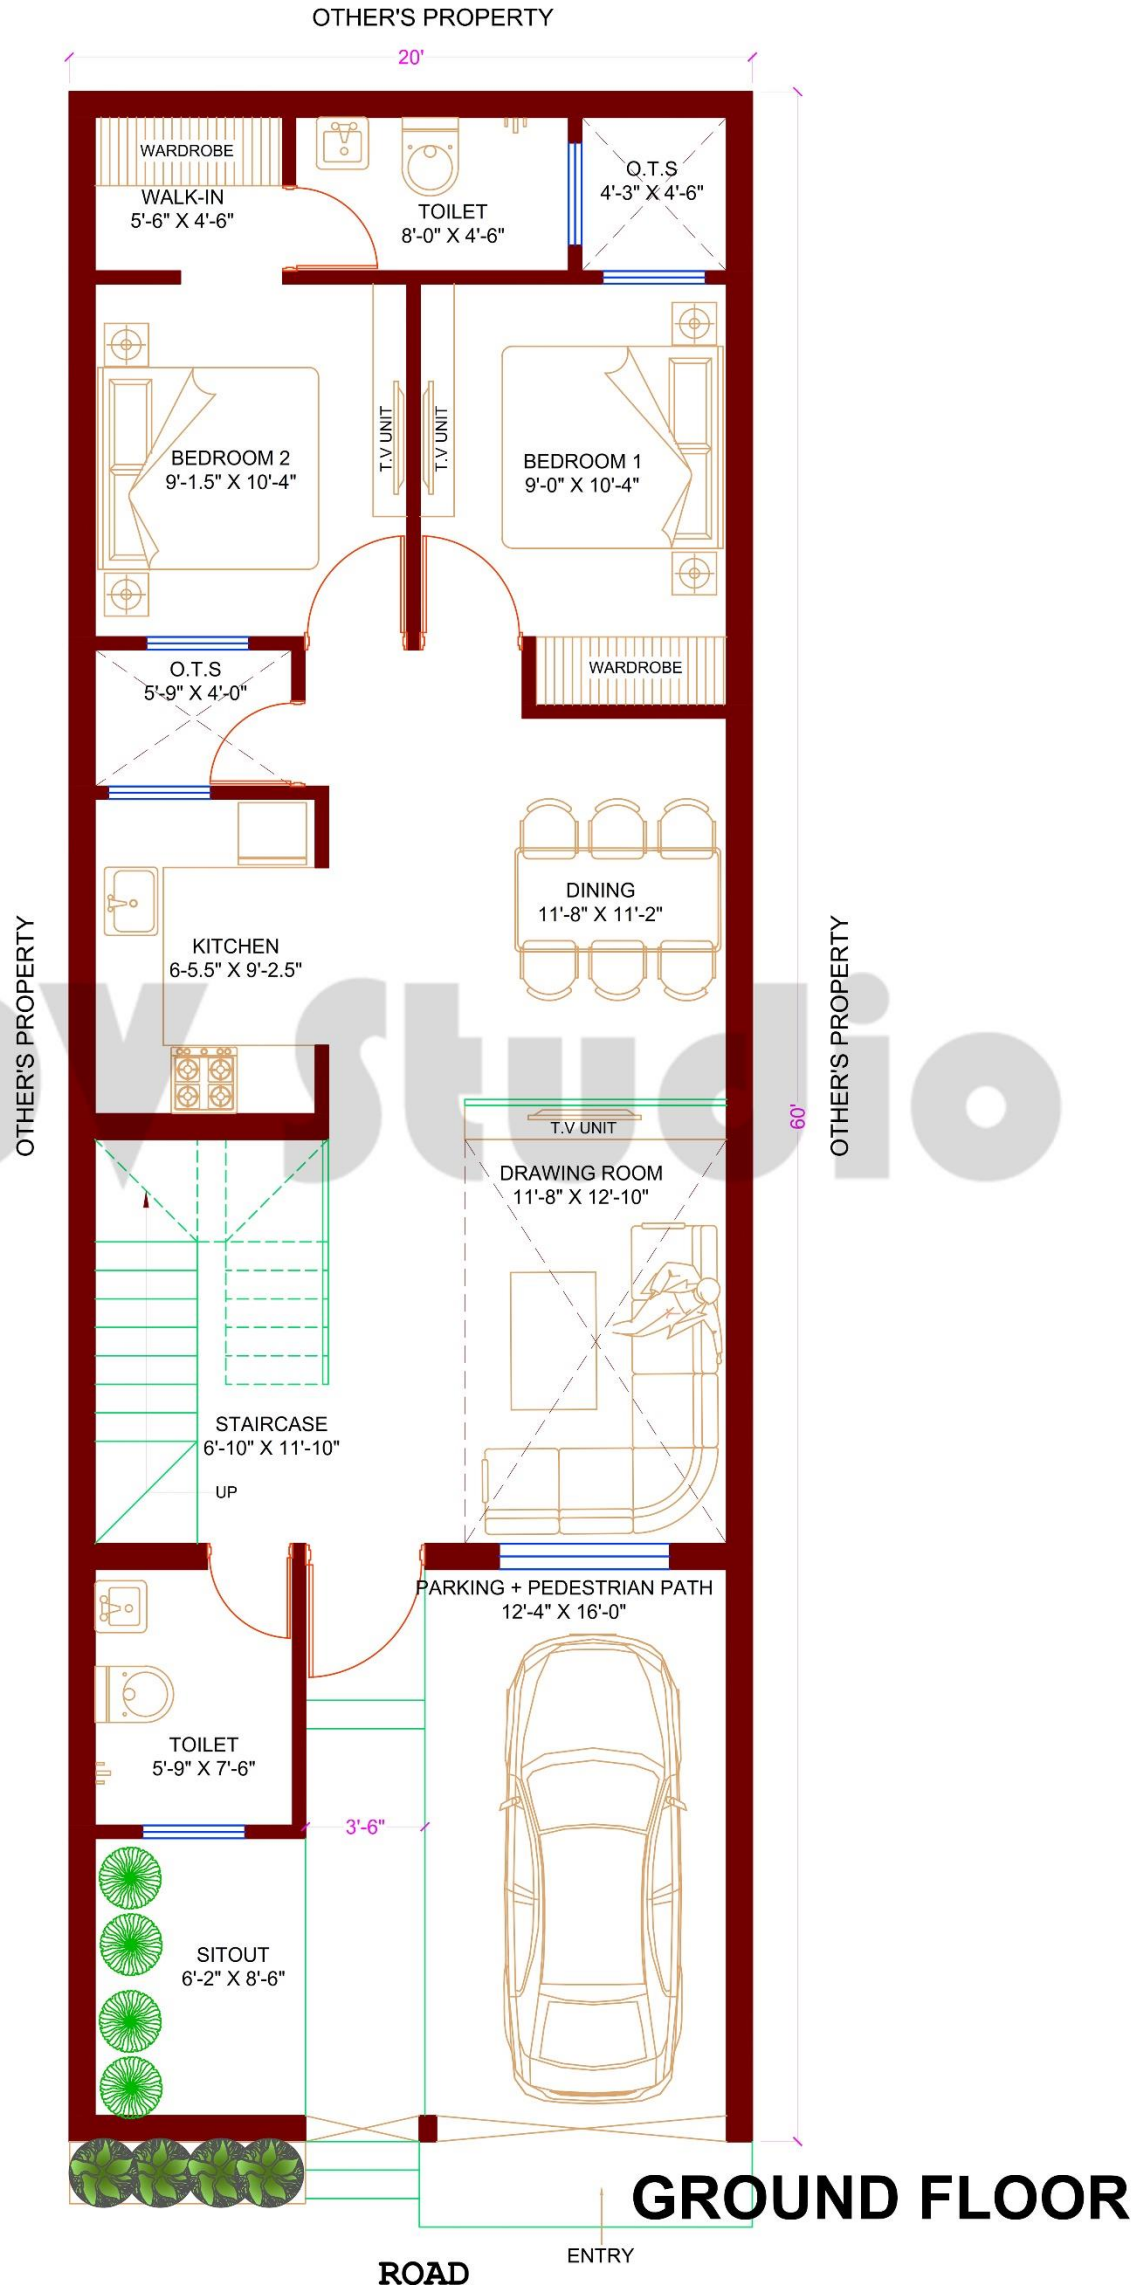 OTHER'S PROPERTY
20'
WARDROBE
WALK-IN
5'-6" X 4'-6"
TOILET
8'-0" X 4'-6"
O.T.S
4'-3" X 4'-6"
BEDROOM 2
9'-1.5" X 10'-4"
T.V UNIT
T.V UNIT
BEDROOM 1
9'-0" X 10'-4"
O.T.S
5'-9" X 4'-0"
WARDROBE
DINING
11'-8" X 11'-2"
KITCHEN
6-5.5" X 9'-2.5"
OTHER'S PROPERTY
OTHER'S PROPERTY
60'
V Studio
T.V UNIT
DRAWING ROOM
11'-8" X 12'-10"
STAIRCASE
6'-10" X 11'-10"
UP
PARKING + PEDESTRIAN PATH
12'-4" X 16'-0"
TOILET
5'-9" X 7'-6"
3'-6"
SITOUT
6'-2" X 8'-6"
GROUND FLOOR
ENTRY
ROAD